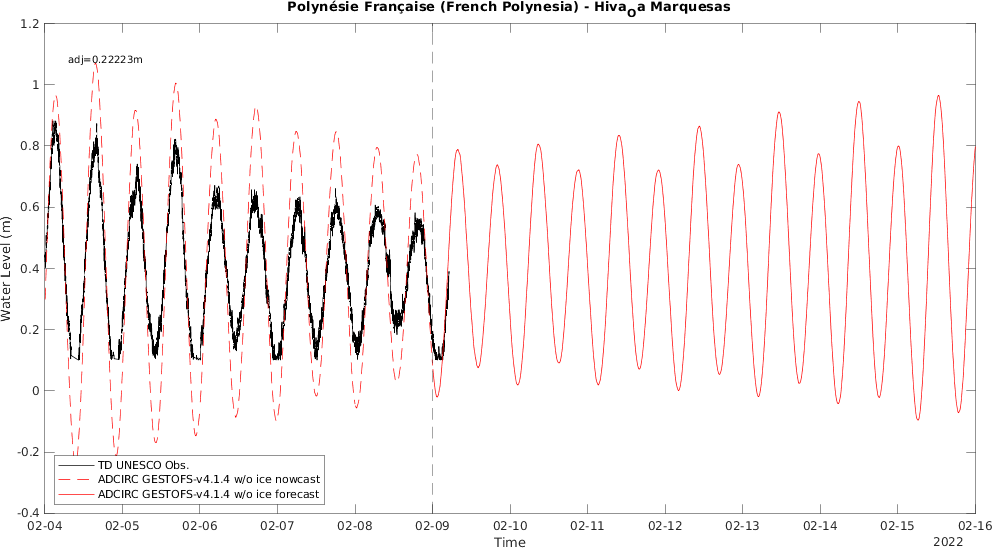 Polynésie Française (French Polynesia) - Hiva_Oa Marquesas
adj=0.22223m
1.2
1
0.8
0.6
0.4
0.2
0
-0.2
-0.4
Water Level (m)
TD UNESCO Obs.
ADCIRC GESTOFS-v4.1.4 w/o ice nowcast
ADCIRC GESTOFS-v4.1.4 w/o ice forecast
02-04 02-05 02-06 02-07 02-08 02-09 02-10 02-11 02-12 02-13 02-14 02-15 02-16
Time
2022